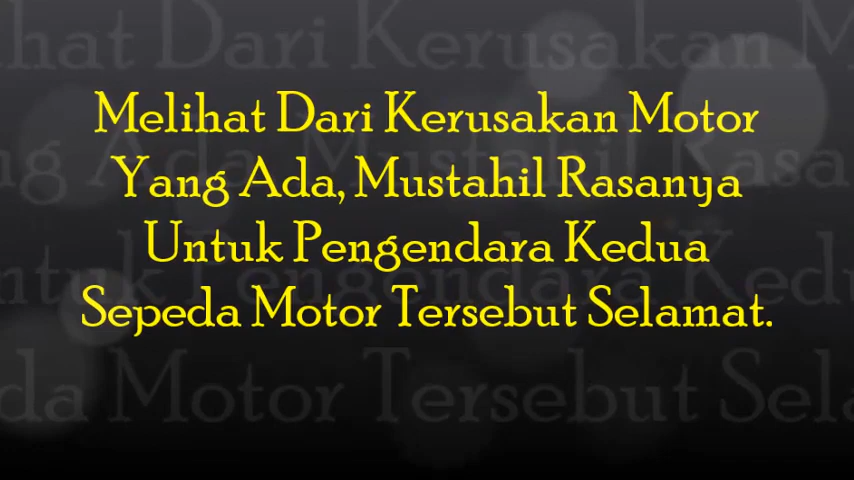 Melihat Dari Kerusakan Motor
Yang Ada, Mustahil Rasanya
Untuk Pengendara Kedua
Sepeda Motor Tersebut Selamat.